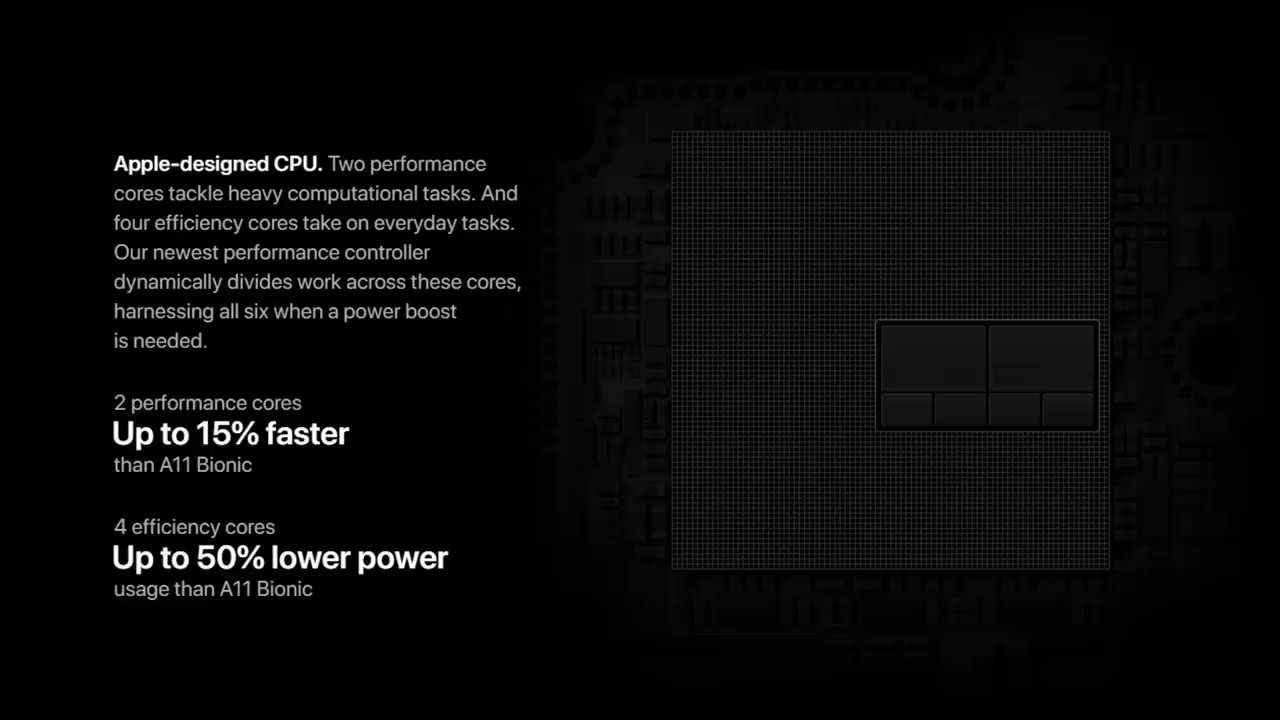 Apple-designed CPU. Two performance
cores tackle heavy computational tasks. And
four efficiency cores take on everyday tasks.
Our newest performance controller
dynamically divides work across these cores,
harnessing all six when a power boost
is needed.
2 performance cores
Up to 15% faster
than A11 Bionic
4 efficiency cores
Up to 50% lower power
usage than A11 Bionic